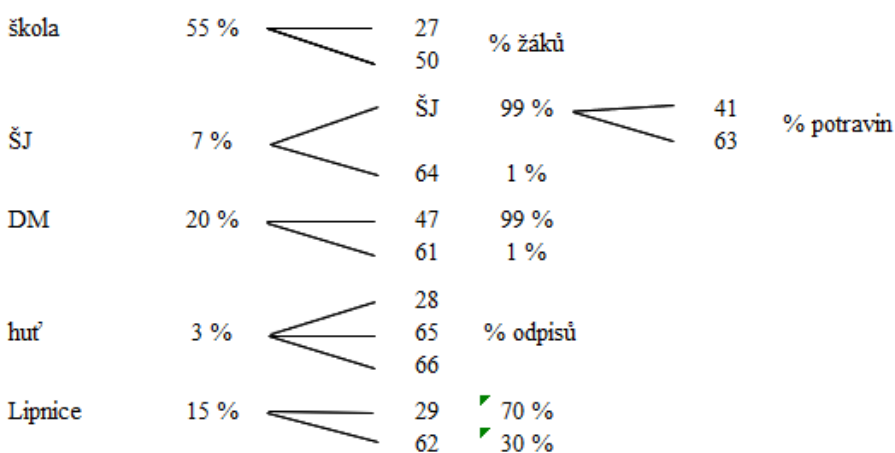 škola 55 % 27
50 % žáků
ŠJ 99 % 41
ŠJ 7 % 63 % potravin
64 1 %
DM 20 % 47 99 %
61 1 %
28
huť 3 % 65 % odpisů
66
Lipnice 15 % 29 70 %
62 30 %